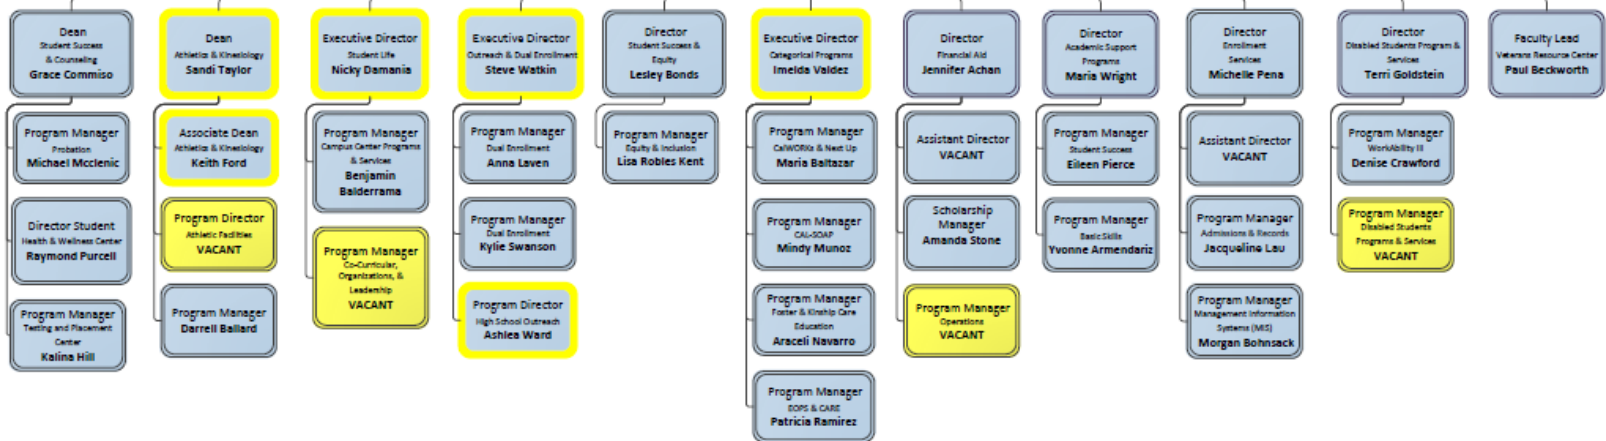 Dean
Student Success
& Counseling
Grace Commiso
Program Manager
Probation
Michael Mcclenic
Director Student
Health & Wellness Center
Raymond Purcell
Program Manager
Testing and Placement
Center
Kalina Hill
Dean
Athletics & Kinesiology
Sandi Taylor
Associate Dean
Athletics & Kinesiology
Keith Ford
Program Director
Athletic Facilities
VACANT
Program Manager
Darrell Ballard
Executive Director
Student Life
Nicky Damania
Program Manager
Campus Center Programs
& Services
Benjamin
Balderrama
Program Manager
Co-Curricular,
Organizations, &
Leadership
VACANT
Executive Director
Outreach & Dual Enrollment
Steve Watkin
Program Manager
Dual Enrollment
Anna Laven
Program Manager
Dual Enrollment
Kylie Swanson
Program Director
High School Outreach
Ashlea Ward
Director
Student Success &
Equity
Lesley Bonds
Program Manager
Equity & Inclusion
Lisa Robles Kent
Executive Director
Categorical Programs
Imelda Valdez
Program Manager
CalWORKs & Next Up
Maria Baltazar
Program Manager
CAL-SOAP
Mindy Munoz
Program Manager
Foster & Kinship Care
Education
Araceli Navarro
Program Manager
EOPS & CARE
Patricia Ramirez
Director
Financial Aid
Jennifer Achan
Assistant Director
VACANT
Scholarship
Manager
Amanda Stone
Program Manager
Operations
VACANT
Director
Academic Support
Programs
Maria Wright
Program Manager
Student Success
Eileen Pierce
Program Manager
Basic Skills
Yvonne Armendariz
Director
Enrollment
Services
Michelle Pena
Assistant Director
VACANT
Program Manager
Admissions & Records
Jacqueline Lau
Program Manager
Management Information
Systems (MIS)
Morgan Bohnsack
Director
Disabled Students Program &
Services
Terri Goldstein
Program Manager
WorkAbility III
Denise Crawford
Program Manager
Disabled Students
Programs & Services
VACANT
Faculty Lead
Veterans Resource Center
Paul Beckworth